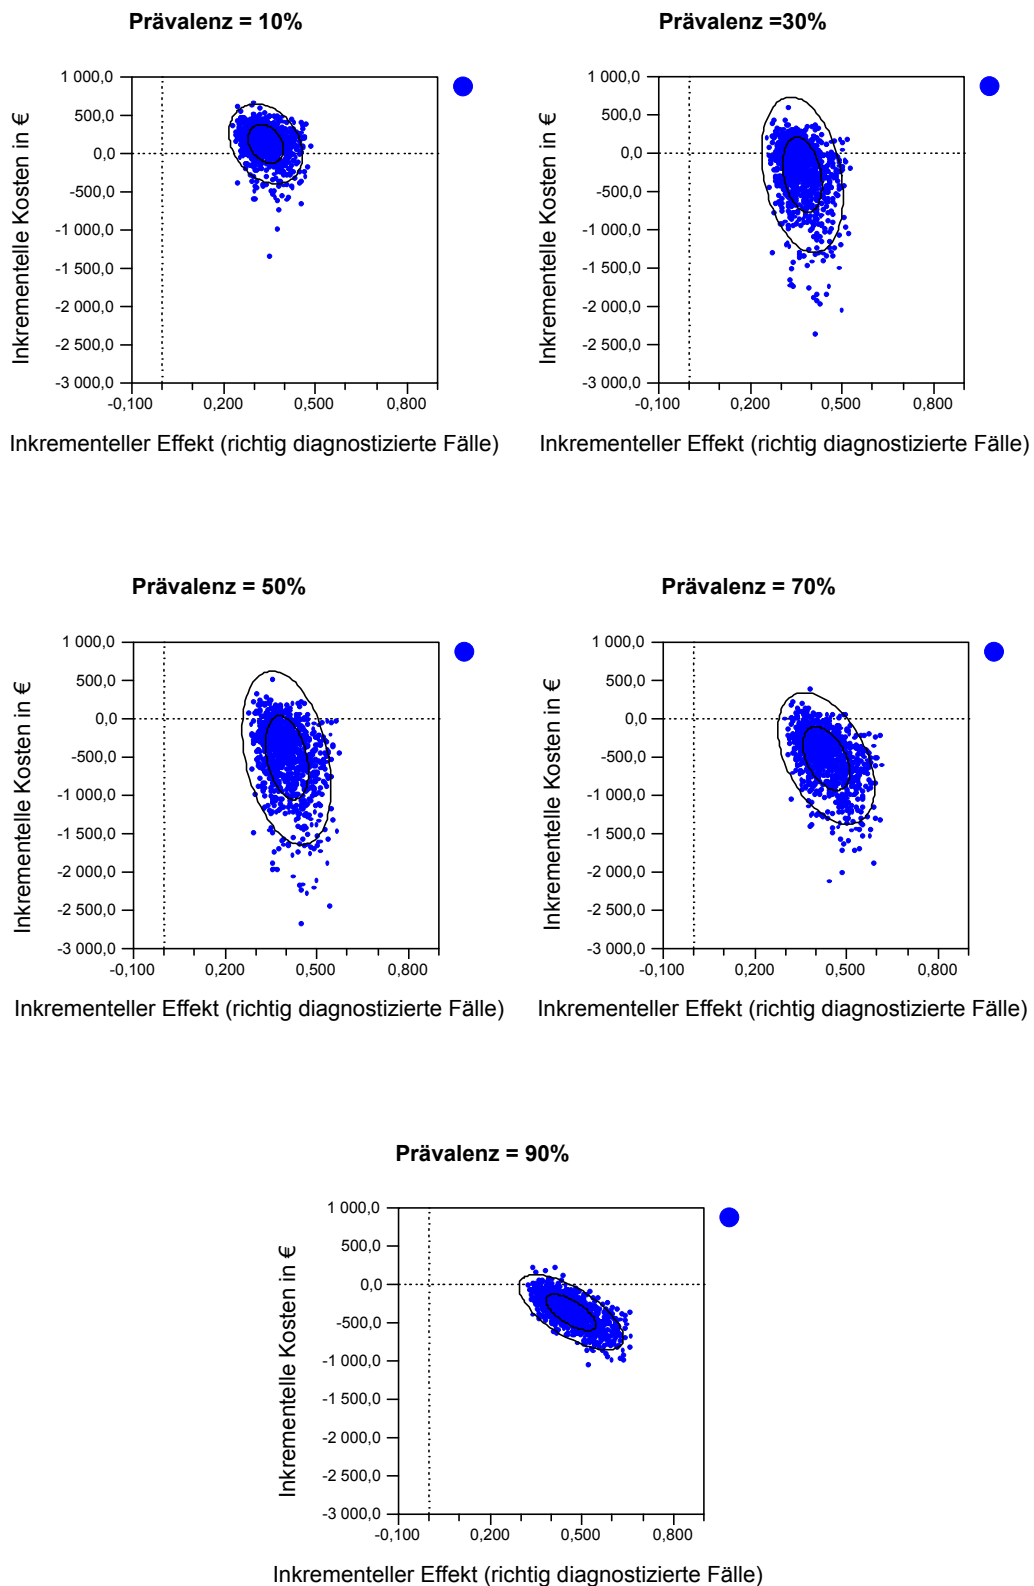 Prävalenz = 10%
Prävalenz =30%
Inkrementelle Kosten in €
1 000,0
500,0
0,0
-500,0
-1 000,0
-1 500,0
-2 000,0
-2 500,0
-3 000,0
-0,100 0,200 0,500 0,800
Inkrementeller Effekt (richtig diagnostizierte Fälle)
Inkrementelle Kosten in €
1 000,0
500,0
0,0
-500,0
-1 000,0
-1 500,0
-2 000,0
-2 500,0
-3 000,0
-0,100 0,200 0,500 0,800
Inkrementeller Effekt (richtig diagnostizierte Fälle)
Prävalenz = 50%
Prävalenz = 70%
Inkrementelle Kosten in €
1 000,0
500,0
0,0
-500,0
-1 000,0
-1 500,0
-2 000,0
-2 500,0
-3 000,0
-0,100 0,200 0,500 0,800
Inkrementeller Effekt (richtig diagnostizierte Fälle)
Inkrementelle Kosten in €
1 000,0
500,0
0,0
-500,0
-1 000,0
-1 500,0
-2 000,0
-2 500,0
-3 000,0
-0,100 0,200 0,500 0,800
Inkrementeller Effekt (richtig diagnostizierte Fälle)
Prävalenz = 90%
Inkrementelle Kosten in €
1 000,0
500,0
0,0
-500,0
-1 000,0
-1 500,0
-2 000,0
-2 500,0
-3 000,0
-0,100 0,200 0,500 0,800
Inkrementeller Effekt (richtig diagnostizierte Fälle)